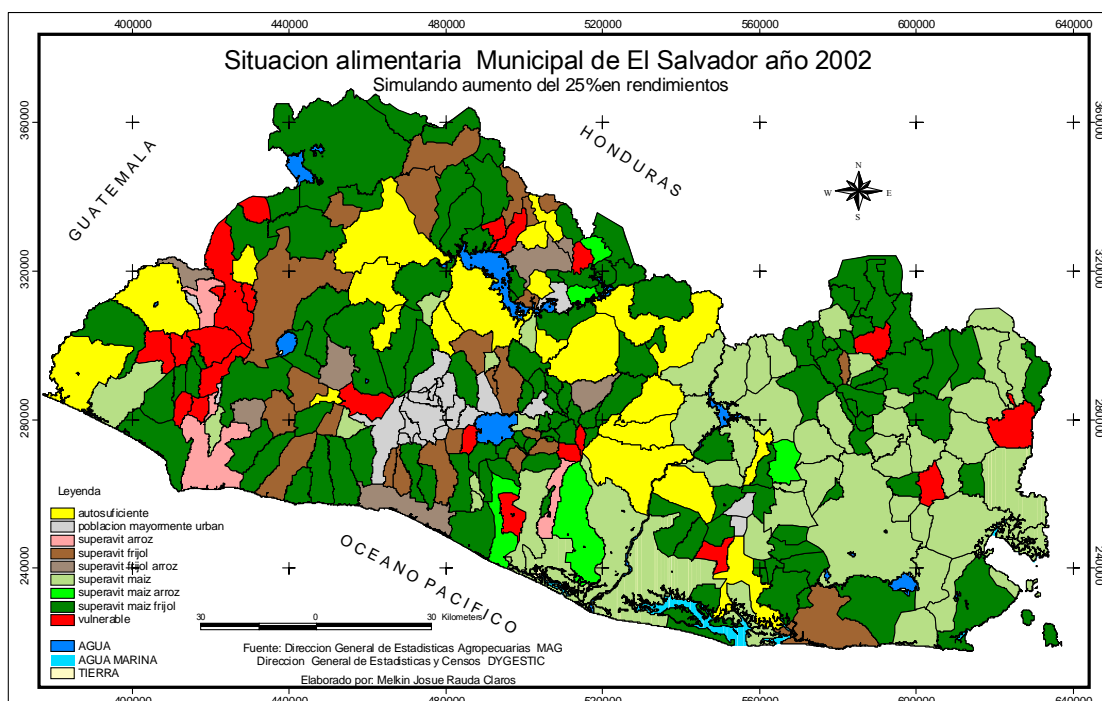 400000 440000 480000 520000 560000 600000 640000
Situacion alimentaria Municipal de El Salvador año 2002
Simulando aumento del 25%en rendimientos
360000 360000
HONDURAS
GUATEMALA
N
W E
S
320000 320000
280000 280000
Leyenda
autosuficiente
poblacion mayormente urban
superavit arroz
superavit frijol
superavit frijol arroz
superavit maiz
superavit maiz arroz
superavit maiz frijol
vulnerable
AGUA
AGUA MARINA
TIERRA
240000 240000
OCEANO PACIFICO
30 0 30 Kilometers
Fuente: Direccion General de Estadisticas Agropecuarias MAG
Direccion General de Estadisticas y Censos DYGESTIC
Elaborado por: Melkin Josue Rauda Claros
400000 440000 480000 520000 560000 600000 640000